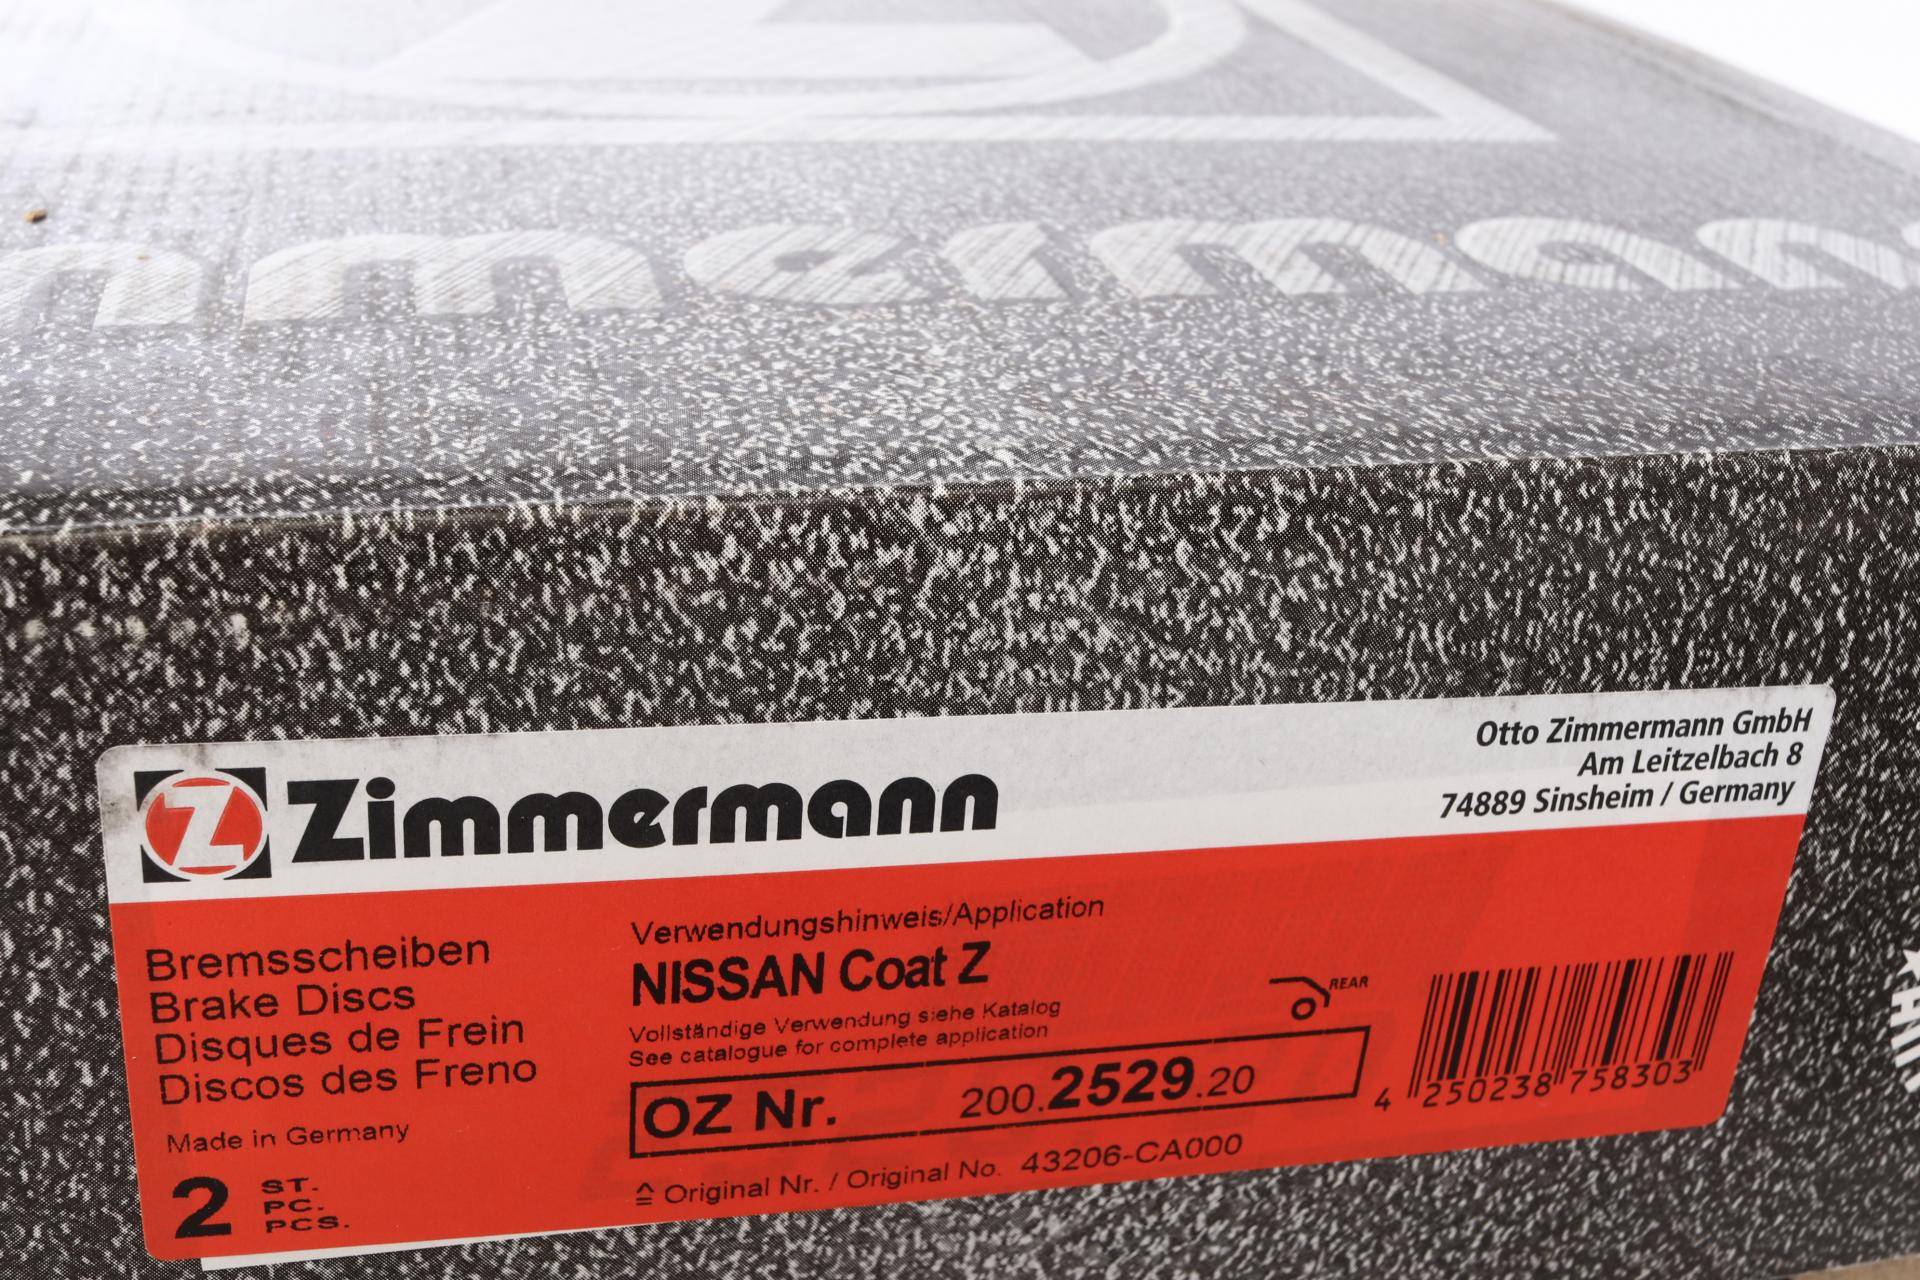 mmerman
Zimmermann
Otto Zimmermann GmbH
Am Leitzelbach 8
74889 Sinsheim / Germany
Bremsscheiben
Brake Discs
Disques de Frein
Discos des Freno
Made in Germany
2 ST.
PC.
PCS.
Verwendungshinweis/Application
NISSAN Coat Z
Vollständige Verwendung siehe Katalog
See catalogue for complete application
REAR
OZ Nr. 200.2529.20
≙ Original Nr. / Original No. 43206-CA000
4 250238 758303